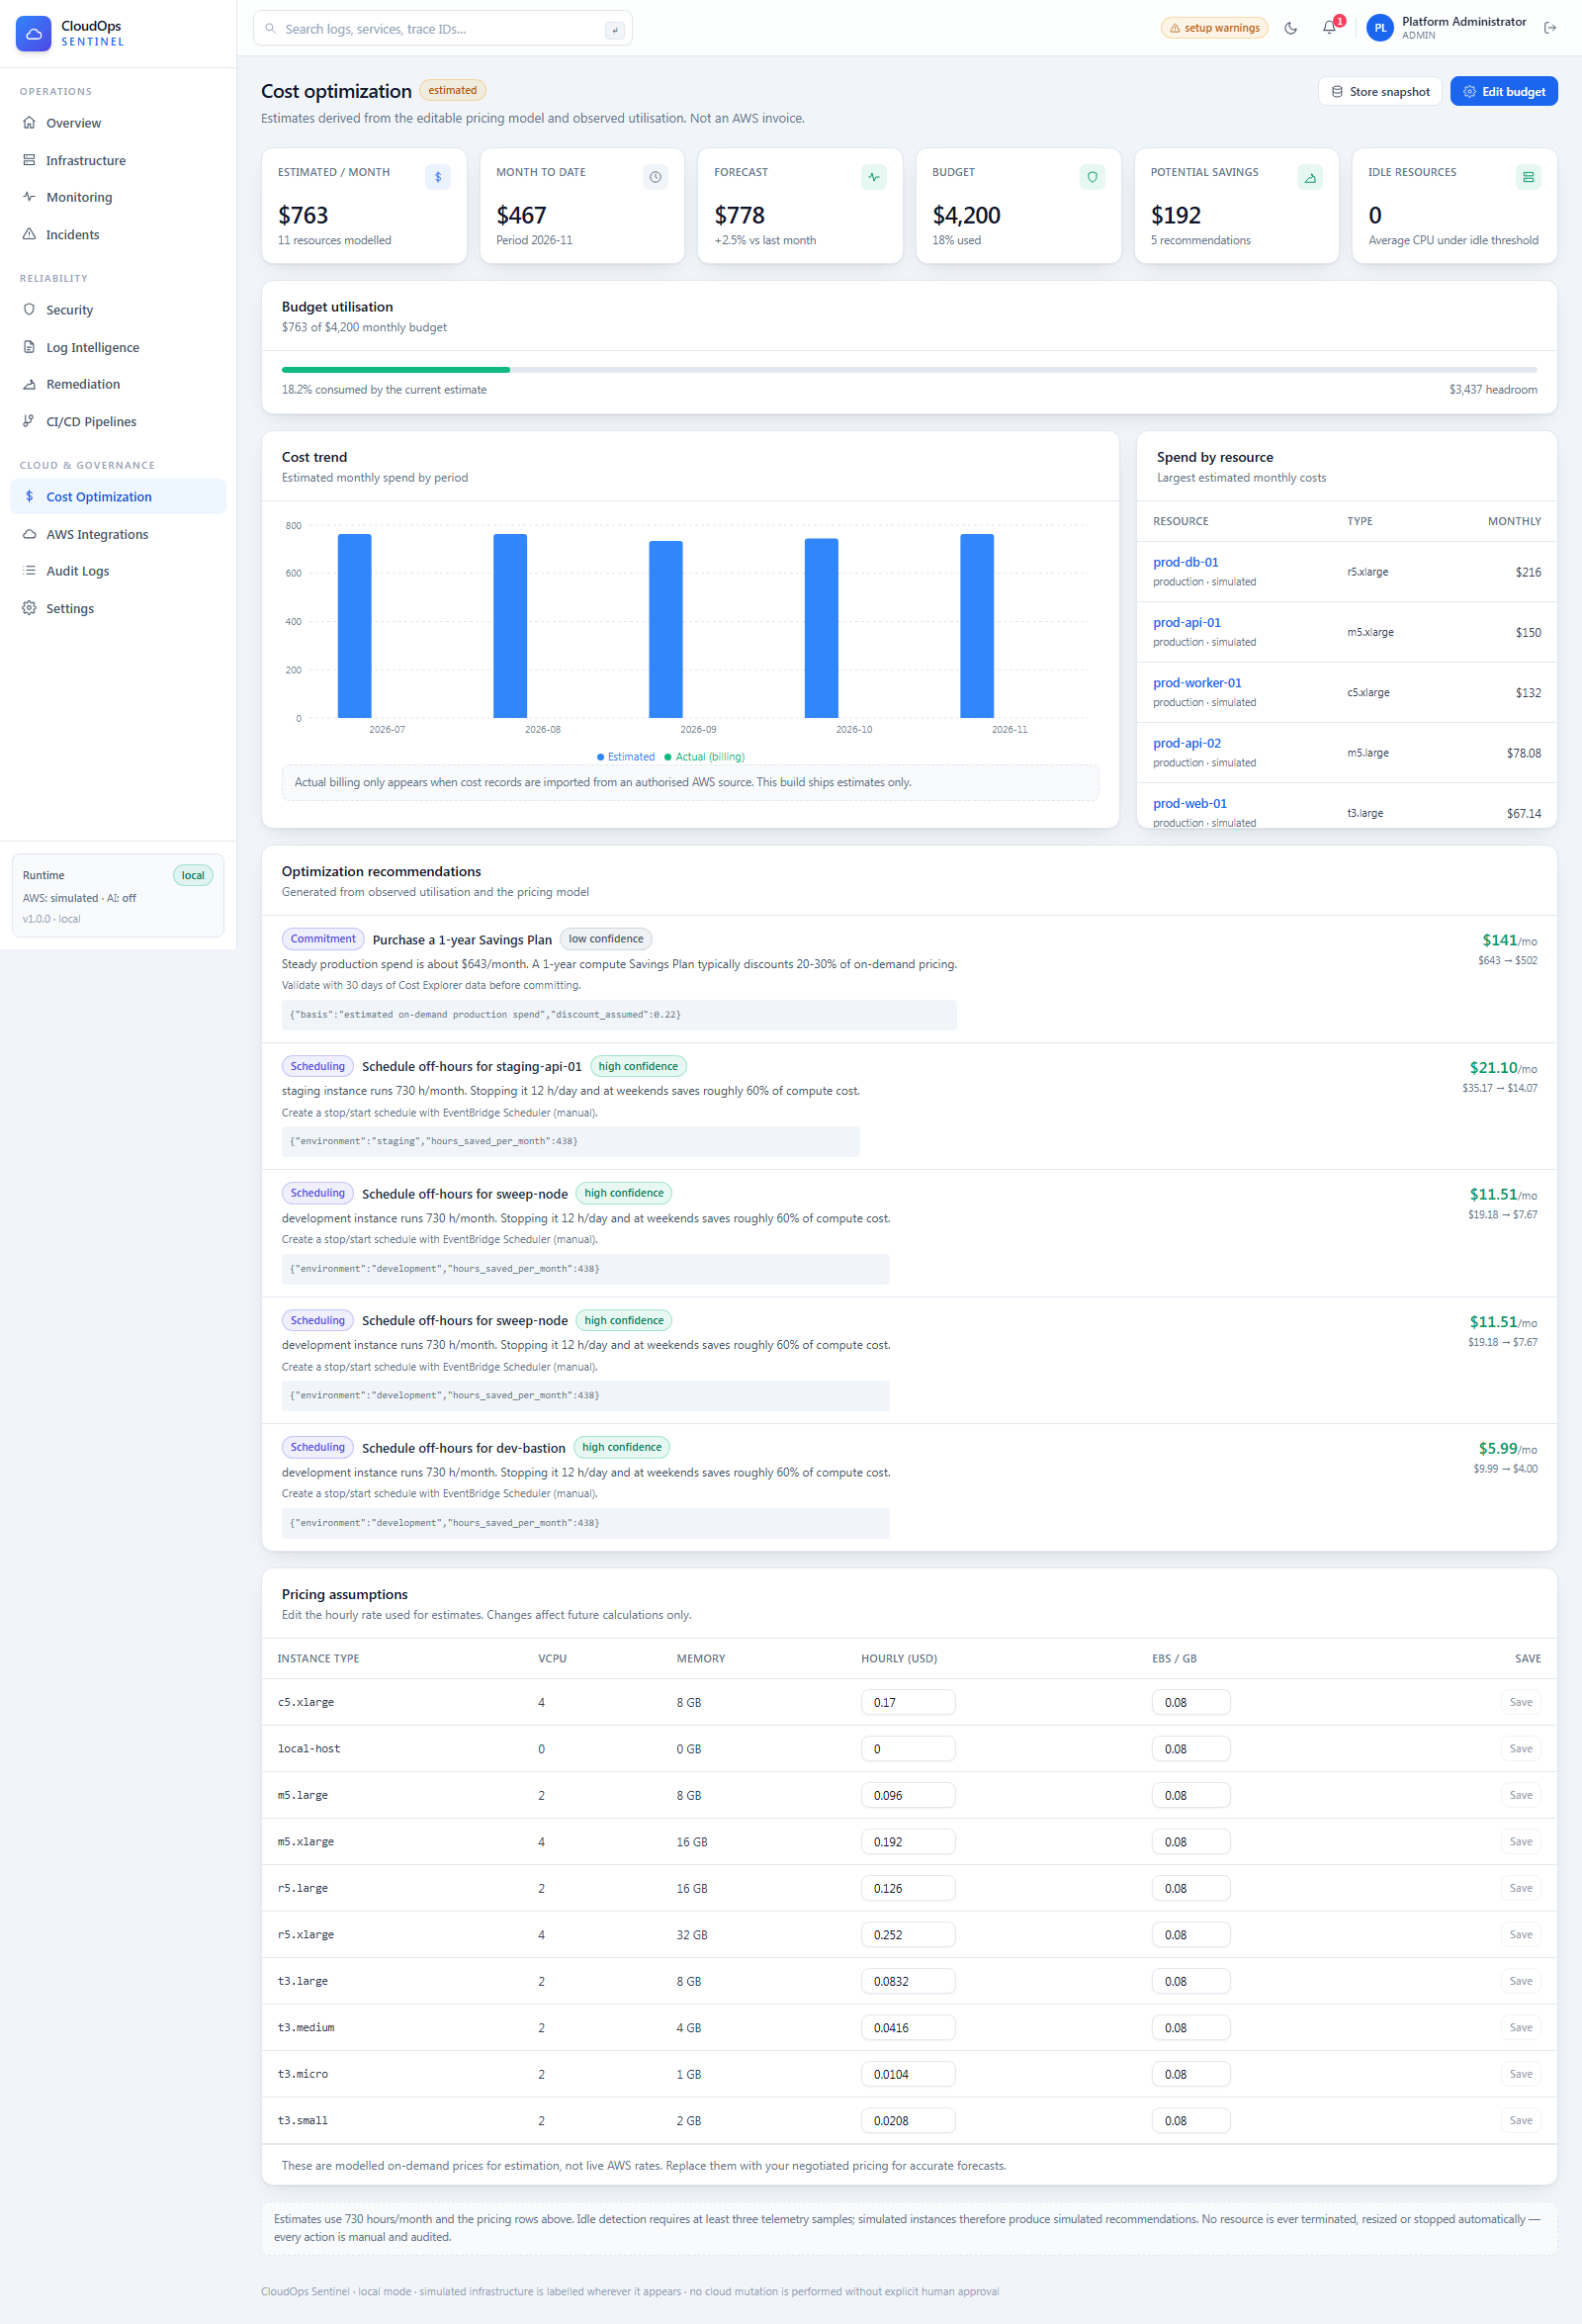 CloudOps
SENTINEL
OPERATIONS
Overview
Infrastructure
Monitoring
Incidents
RELIABILITY
Security
Log Intelligence
Remediation
CI/CD Pipelines
CLOUD & GOVERNANCE
Cost Optimization
AWS Integrations
Audit Logs
Settings
Runtime local
AWS: simulated · AI: off
v1.0.0 · local
Search logs, services, trace IDs...
setup warnings
1
PL
Platform Administrator
ADMIN
Cost optimization estimated
Estimates derived from the editable pricing model and observed utilisation. Not an AWS invoice.
Store snapshot
Edit budget
ESTIMATED / MONTH
$763
11 resources modelled
MONTH TO DATE
$467
Period 2026-11
FORECAST
$778
+2.5% vs last month
BUDGET
$4,200
18% used
POTENTIAL SAVINGS
$192
5 recommendations
IDLE RESOURCES
0
Average CPU under idle threshold
Budget utilisation
$763 of $4,200 monthly budget
18.2% consumed by the current estimate $3,437 headroom
Cost trend
Estimated monthly spend by period
800
600
400
200
0
2026-07 2026-08 2026-09 2026-10 2026-11
Estimated Actual (billing)
Actual billing only appears when cost records are imported from an authorised AWS source. This build ships estimates only.
Spend by resource
Largest estimated monthly costs
RESOURCE TYPE MONTHLY
prod-db-01
production · simulated
r5.xlarge $216
prod-api-01
production · simulated
m5.xlarge $150
prod-worker-01
production · simulated
c5.xlarge $132
prod-api-02
production · simulated
m5.large $78.08
prod-web-01
production · simulated
t3.large $67.14
Optimization recommendations
Generated from observed utilisation and the pricing model
Commitment Purchase a 1-year Savings Plan low confidence $141/mo
Steady production spend is about $643/month. A 1-year compute Savings Plan typically discounts 20-30% of on-demand pricing. $643 → $502
Validate with 30 days of Cost Explorer data before committing.
{"basis":"estimated on-demand production spend","discount_assumed":0.22}
Scheduling Schedule off-hours for staging-api-01 high confidence $21.10/mo
staging instance runs 730 h/month. Stopping it 12 h/day and at weekends saves roughly 60% of compute cost. $35.17 → $14.07
Create a stop/start schedule with EventBridge Scheduler (manual).
{"environment":"staging","hours_saved_per_month":438}
Scheduling Schedule off-hours for sweep-node high confidence $11.51/mo
development instance runs 730 h/month. Stopping it 12 h/day and at weekends saves roughly 60% of compute cost. $19.18 → $7.67
Create a stop/start schedule with EventBridge Scheduler (manual).
{"environment":"development","hours_saved_per_month":438}
Scheduling Schedule off-hours for sweep-node high confidence $11.51/mo
development instance runs 730 h/month. Stopping it 12 h/day and at weekends saves roughly 60% of compute cost. $19.18 → $7.67
Create a stop/start schedule with EventBridge Scheduler (manual).
{"environment":"development","hours_saved_per_month":438}
Scheduling Schedule off-hours for dev-bastion high confidence $5.99/mo
development instance runs 730 h/month. Stopping it 12 h/day and at weekends saves roughly 60% of compute cost. $9.99 → $4.00
Create a stop/start schedule with EventBridge Scheduler (manual).
{"environment":"development","hours_saved_per_month":438}
Pricing assumptions
Edit the hourly rate used for estimates. Changes affect future calculations only.
INSTANCE TYPE VCPU MEMORY HOURLY (USD) EBS / GB SAVE
c5.xlarge 4 8 GB 0.17 0.08 Save
local-host 0 0 GB 0 0.08 Save
m5.large 2 8 GB 0.096 0.08 Save
m5.xlarge 4 16 GB 0.192 0.08 Save
r5.large 2 16 GB 0.126 0.08 Save
r5.xlarge 4 32 GB 0.252 0.08 Save
t3.large 2 8 GB 0.0832 0.08 Save
t3.medium 2 4 GB 0.0416 0.08 Save
t3.micro 2 1 GB 0.0104 0.08 Save
t3.small 2 2 GB 0.0208 0.08 Save
These are modelled on-demand prices for estimation, not live AWS rates. Replace them with your negotiated pricing for accurate forecasts.
Estimates use 730 hours/month and the pricing rows above. Idle detection requires at least three telemetry samples; simulated instances therefore produce simulated recommendations. No resource is ever terminated, resized or stopped automatically —
every action is manual and audited.
CloudOps Sentinel · local mode · simulated infrastructure is labelled wherever it appears · no cloud mutation is performed without explicit human approval